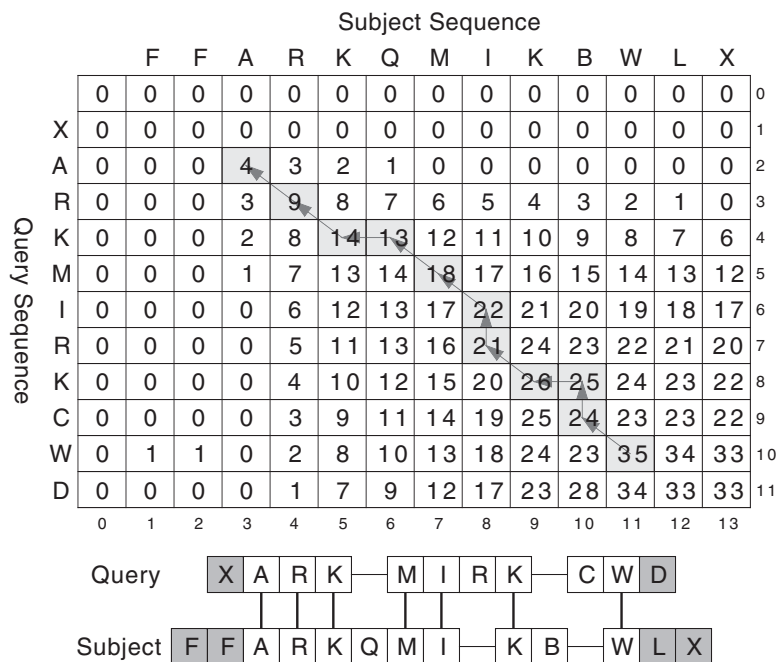 Subject Sequence
F F A R K Q M I K B W L X
0 0 0 0 0 0 0 0 0 0 0 0 0 0 0
X 0 0 0 0 0 0 0 0 0 0 0 0 0 0 1
A 0 0 0 4 3 2 1 0 0 0 0 0 0 0 2
R 0 0 0 3 9 8 7 6 5 4 3 2 1 0 3
K 0 0 0 2 8 14 13 12 11 10 9 8 7 6 4
M 0 0 0 1 7 13 14 18 17 16 15 14 13 12 5
I 0 0 0 0 6 12 13 17 22 21 20 19 18 17 6
R 0 0 0 0 5 11 13 16 21 24 23 22 21 20 7
K 0 0 0 0 4 10 12 15 20 26 25 24 23 22 8
C 0 0 0 0 3 9 11 14 19 25 24 23 23 22 9
W 0 1 1 0 2 8 10 13 18 24 23 35 34 33 10
D 0 0 0 0 1 7 9 12 17 23 28 34 33 33 11
0 1 2 3 4 5 6 7 8 9 10 11 12 13
Query Sequence
Query X A R K M I R K C W D
Subject F F A R K Q M I K B W L X